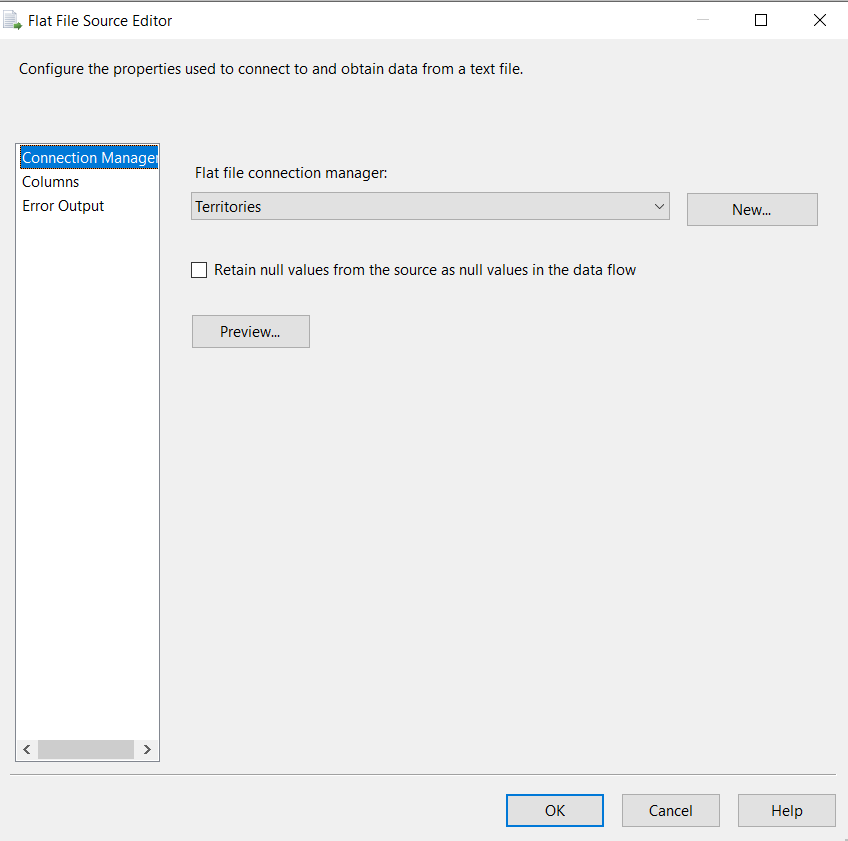 Flat File Source Editor
Configure the properties used to connect to and obtain data from a text file.
Connection Manager
Columns
Error Output
Flat file connection manager:
Territories
New...
Retain null values from the source as null values in the data flow
Preview...
OK
Cancel
Help